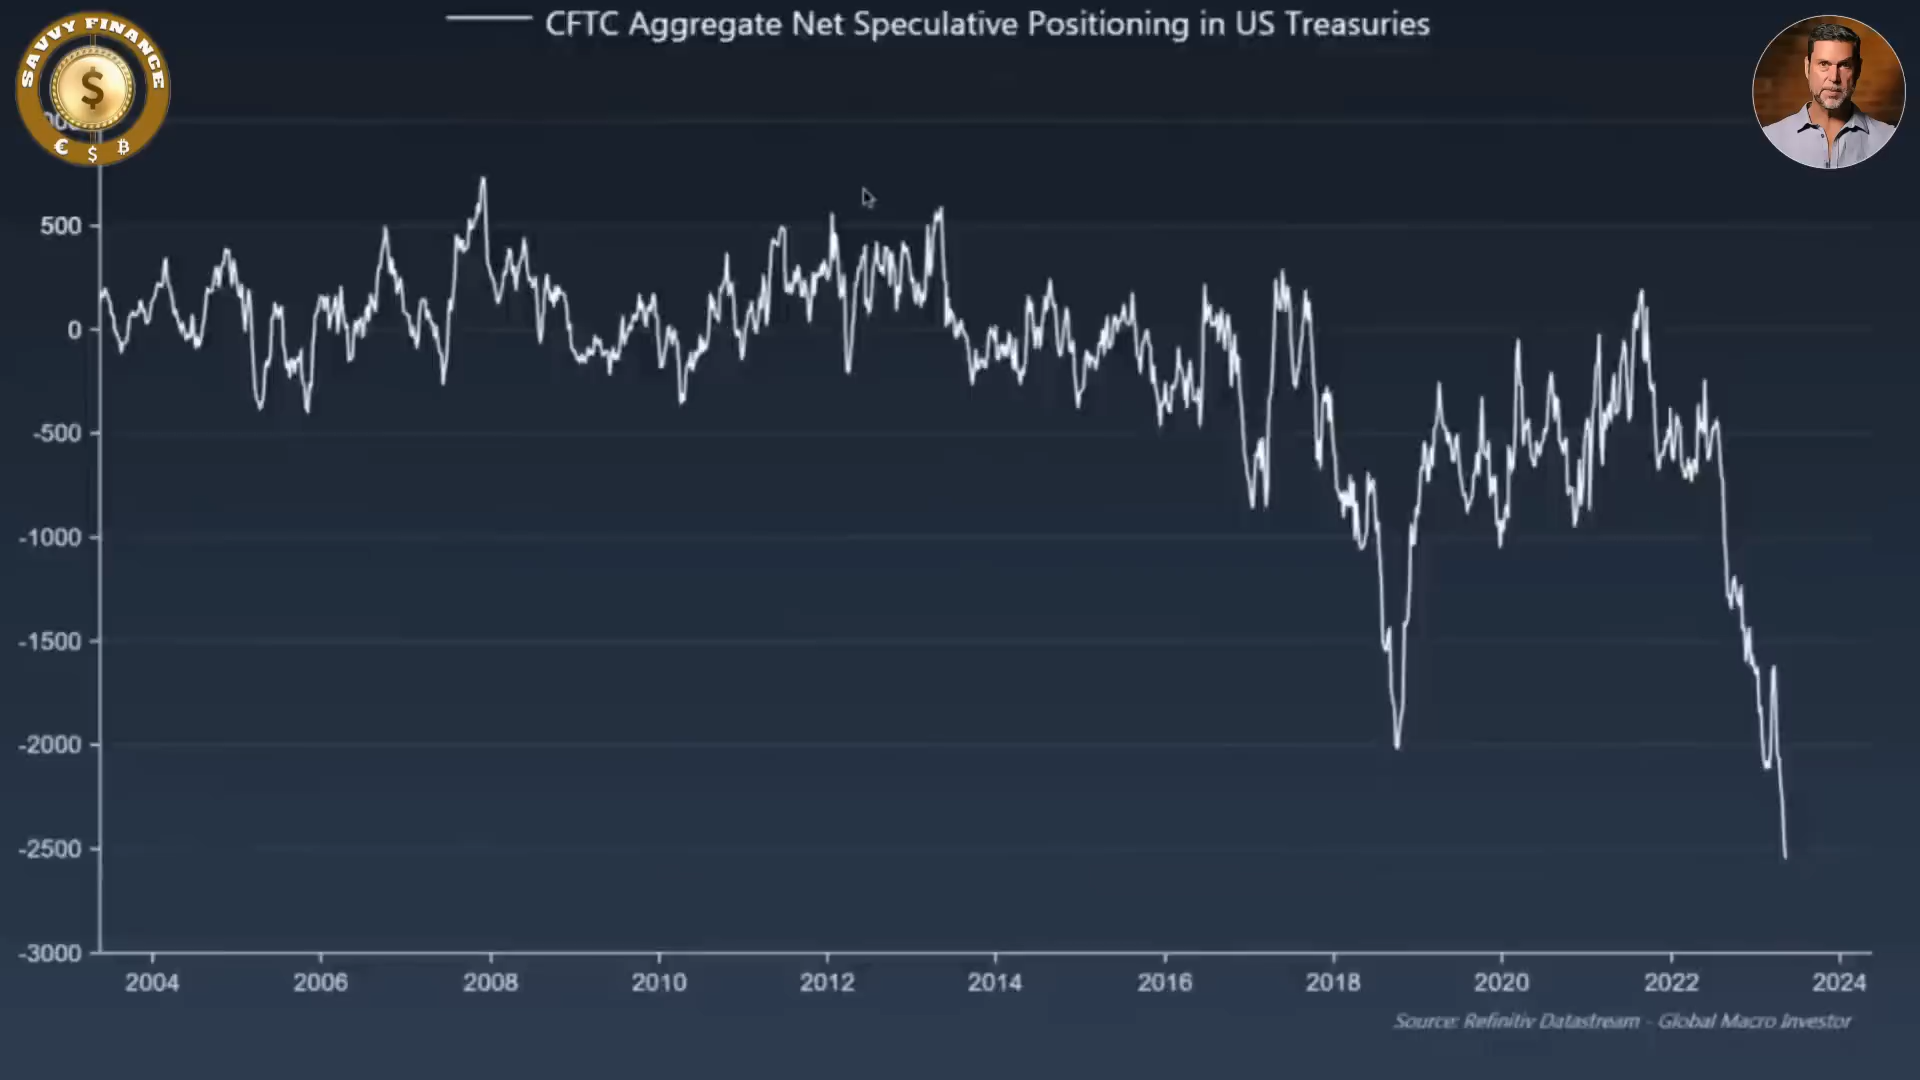 CFTC Aggregate Net Speculative Positioning in US Treasuries
SAVVY FINANCE
$
€ $ ₿
500
0
-500
-1000
-1500
-2000
-2500
-3000
2004 2006 2008 2010 2012 2014 2016 2018 2020 2022 2024
Source: Refinitiv Datastream - Global Macro Investor